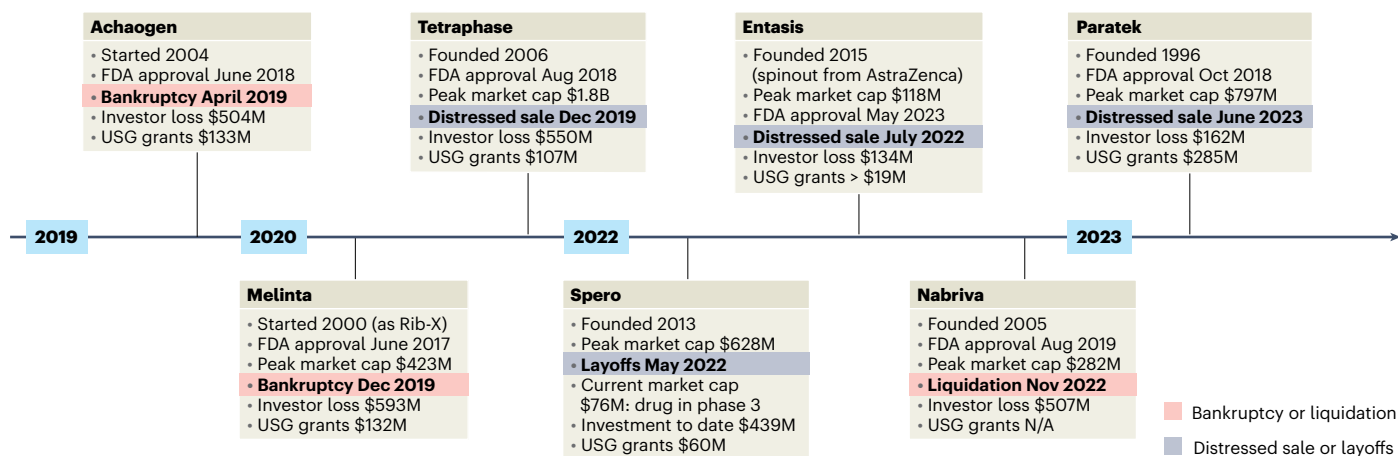 Achaogen
• Started 2004
• FDA approval June 2018
• Bankruptcy April 2019
• Investor loss $504M
• USG grants $133M
Tetraphase
• Founded 2006
• FDA approval Aug 2018
• Peak market cap $1.8B
• Distressed sale Dec 2019
• Investor loss $550M
• USG grants $107M
Entasis
• Founded 2015
(spinout from AstraZenca)
• Peak market cap $118M
• FDA approval May 2023
• Distressed sale July 2022
• Investor loss $134M
• USG grants > $19M
Paratek
• Founded 1996
• FDA approval Oct 2018
• Peak market cap $797M
• Distressed sale June 2023
• Investor loss $162M
• USG grants $285M
2019
2020
2022
2023
Melinta
• Started 2000 (as Rib-X)
• FDA approval June 2017
• Peak market cap $423M
• Bankruptcy Dec 2019
• Investor loss $593M
• USG grants $132M
Spero
• Founded 2013
• Peak market cap $628M
• Layoffs May 2022
• Current market cap
$76M: drug in phase 3
• Investment to date $439M
• USG grants $60M
Nabriva
• Founded 2005
• FDA approval Aug 2019
• Peak market cap $282M
• Liquidation Nov 2022
• Investor loss $507M
• USG grants N/A
Bankruptcy or liquidation
Distressed sale or layoffs